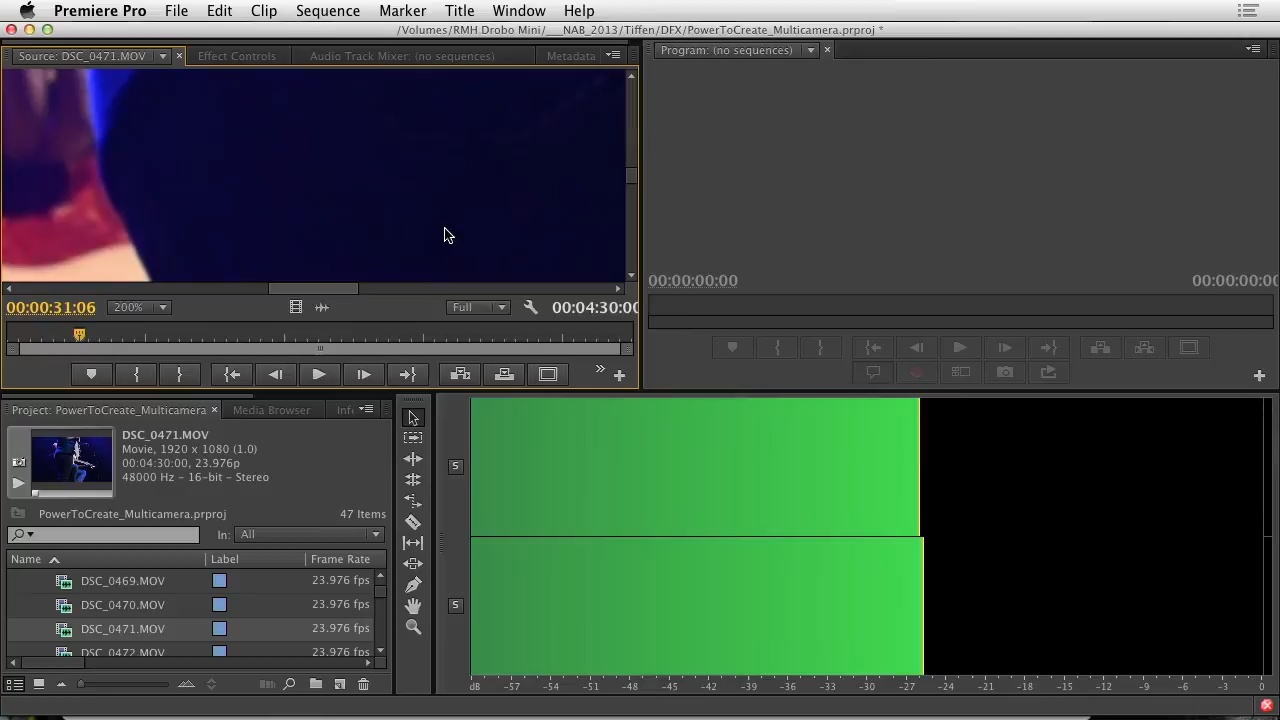 Premiere Pro File Edit Clip Sequence Marker Title Window Help
/Volumes/RMH Drobo Mini/___NAB_2013/Tiffen/DFX/PowerToCreate_Multicamera.prproj *
Source: DSC_0471.MOV Effect Controls Audio Track Mixer: (no sequences) Metadata
Program: (no sequences)
00:00:31:06 200% Full 00:04:30:00
00:00:00:00 00:00:00:00
Project: PowerToCreate_Multicamera Media Browser Info
DSC_0471.MOV
Movie, 1920 x 1080 (1.0)
00:04:30:00, 23.976p
48000 Hz - 16-bit - Stereo
PowerToCreate_Multicamera.prproj 47 Items
In: All
Name Label Frame Rate
DSC_0469.MOV 23.976 fps
DSC_0470.MOV 23.976 fps
DSC_0471.MOV 23.976 fps
DSC_0472.MOV 23.976 fps
S
S
dB -57 -54 -51 -48 -45 -42 -39 -36 -33 -30 -27 -24 -21 -18 -15 -12 -9 -6 -3 0